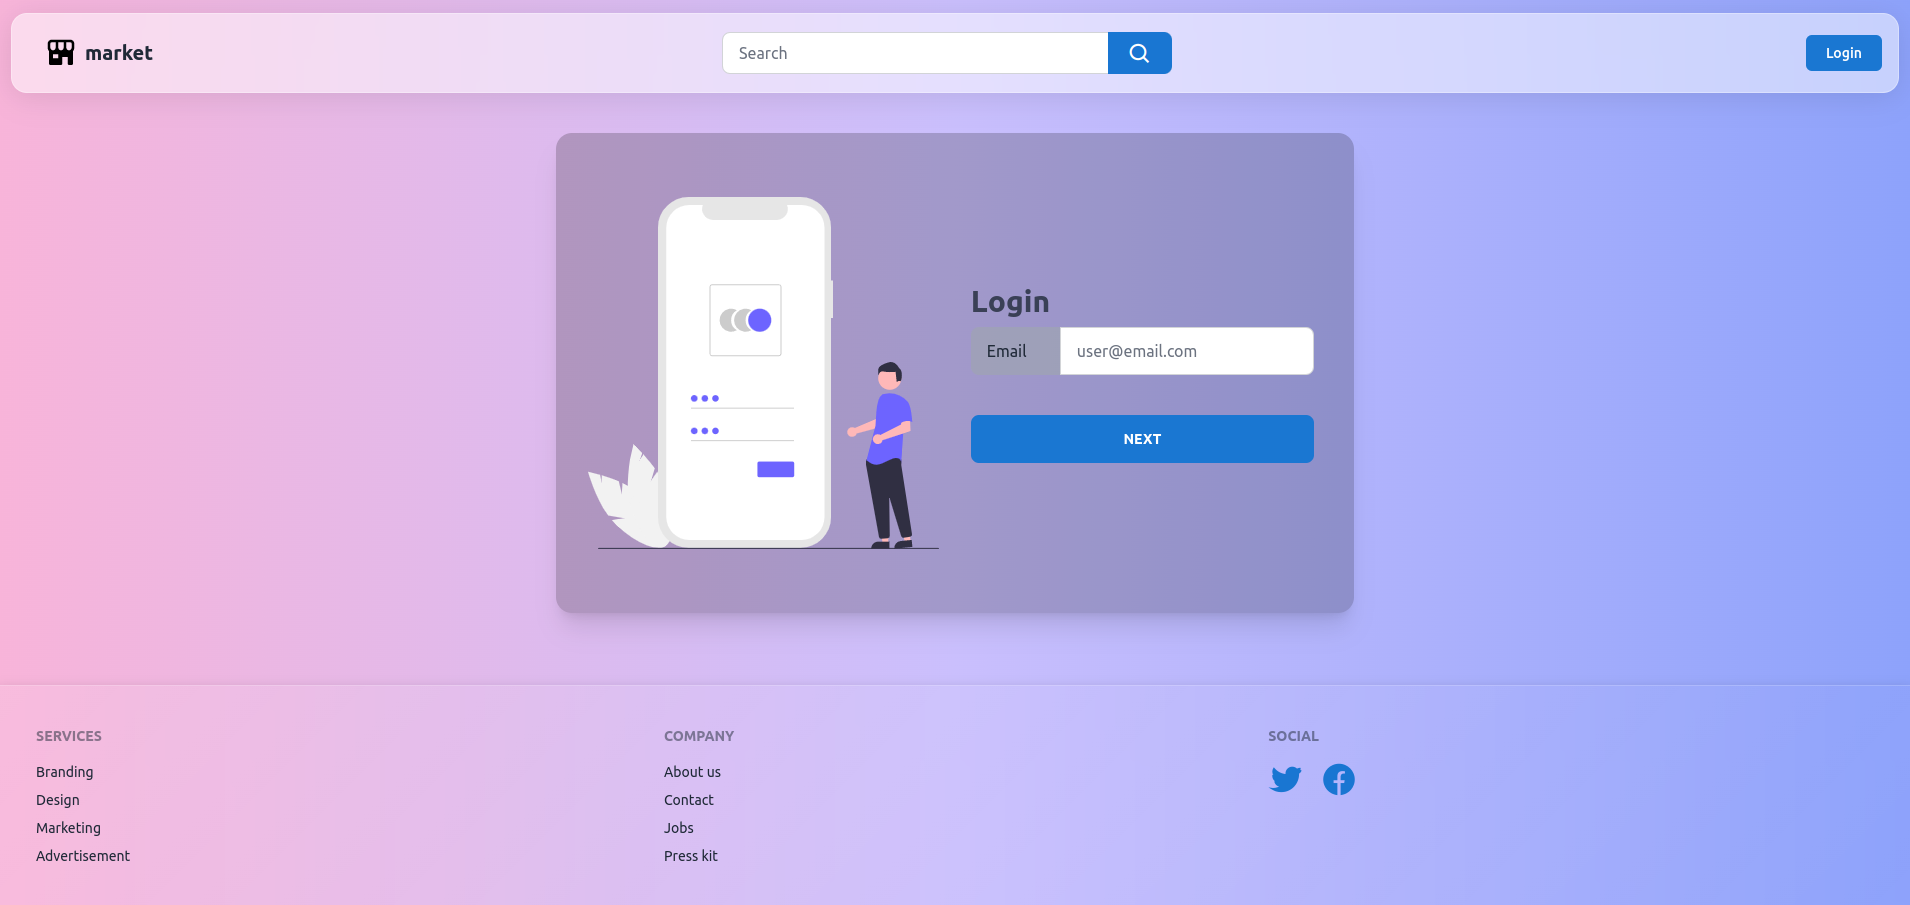 market
Search
Login
Login
Email
user@email.com
NEXT
SERVICES
Branding
Design
Marketing
Advertisement
COMPANY
About us
Contact
Jobs
Press kit
SOCIAL